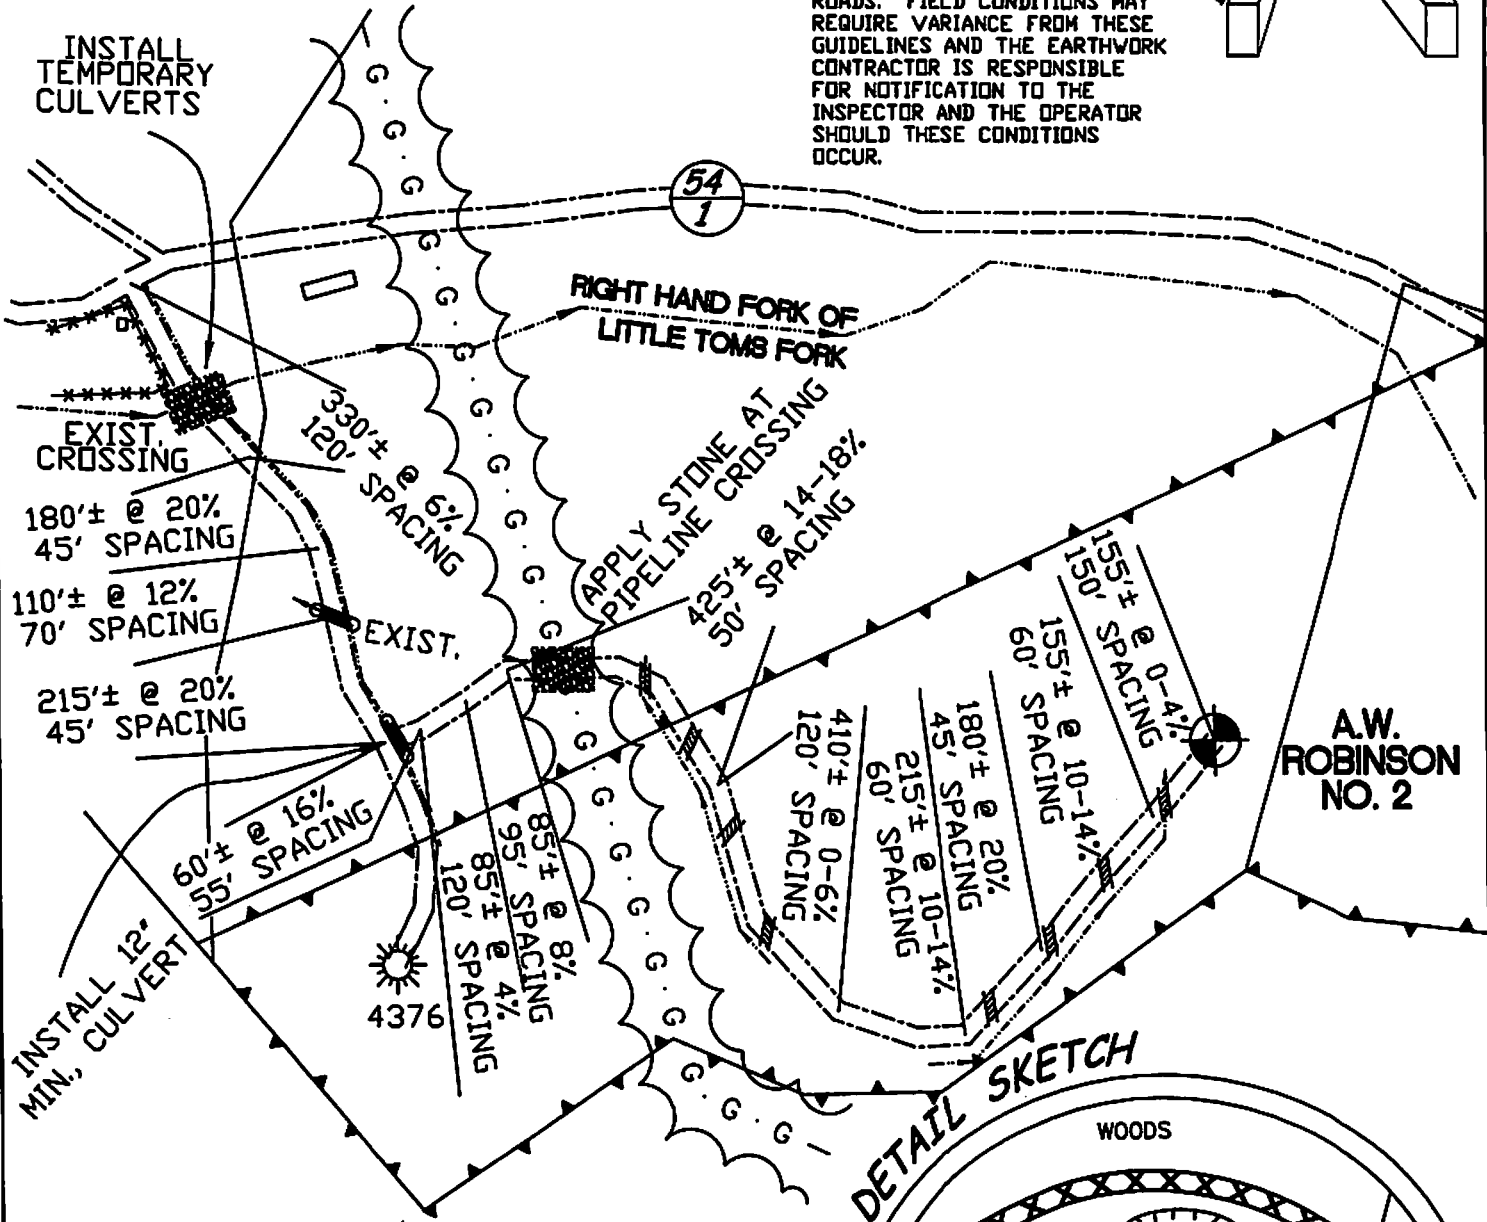 ROADS. FIELD CONDITIONS MAY
REQUIRE VARIANCE FROM THESE
GUIDELINES AND THE EARTHWORK
CONTRACTOR IS RESPONSIBLE
FOR NOTIFICATION TO THE
INSPECTOR AND THE OPERATOR
SHOULD THESE CONDITIONS
OCCUR.
INSTALL
TEMPORARY
CULVERTS
54
1
RIGHT HAND FORK OF
LITTLE TOMS FORK
EXIST.
CROSSING
330'± @ 6%
120' SPACING
APPLY STONE AT
PIPELINE CROSSING
425'± @ 14-18%
50' SPACING
180'± @ 20%
45' SPACING
110'± @ 12%
70' SPACING
EXIST.
215'± @ 20%
45' SPACING
60'± @ 16%
55' SPACING
INSTALL 12"
MIN., CULVERT
4376
85'± @ 4%
120' SPACING
85'± @ 8%
95' SPACING
410'± @ 0-6%
120' SPACING
215'± @ 10-14%
60' SPACING
180'± @ 20%
45' SPACING
155'± @ 10-14%
60' SPACING
155'± @ 0-4%
150' SPACING
A.W.
ROBINSON
NO. 2
G . G . G . G . G . G . G . G . G . G . G . G . G . G . G . G . G . G . G . G
G . G . G
DETAIL SKETCH
WOODS